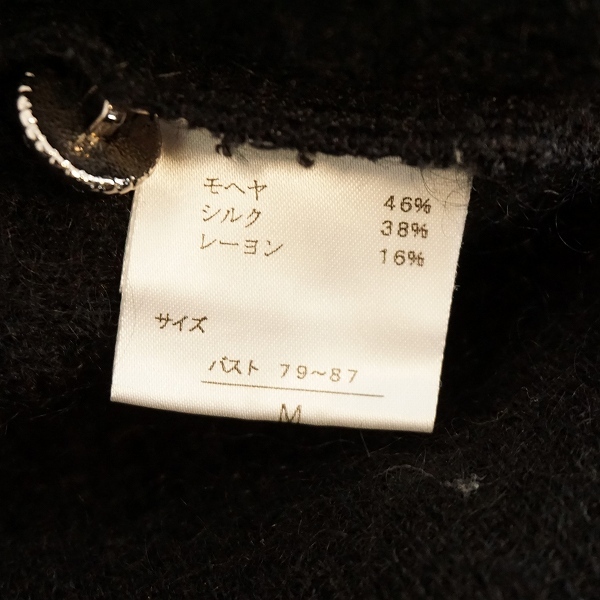 モヘヤ 46%
シルク 38%
レーヨン 16%
サイズ
バスト 79~87
M